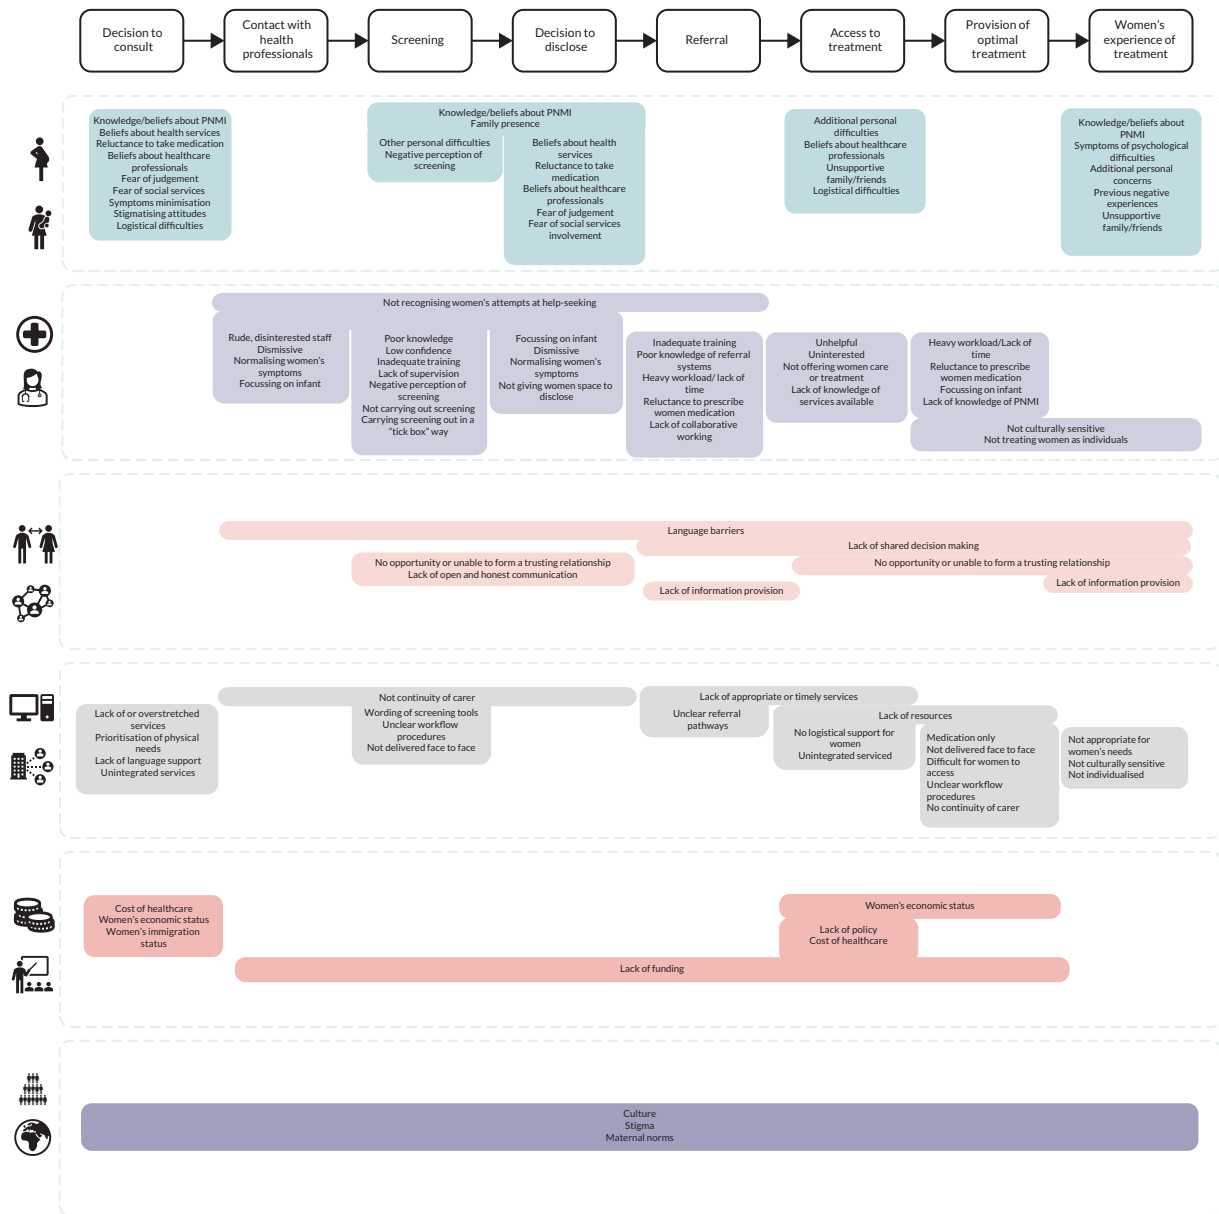 Decision to
consult
Contact with
health
professionals
Screening
Decision to
disclose
Referral
Access to
treatment
Provision of
optimal
treatment
Women's
experience of
treatment
Knowledge/beliefs about PNMI
Beliefs about health services
Reluctance to take medication
Beliefs about healthcare
professionals
Fear of judgement
Fear of social services
Symptoms minimisation
Stigmatising attitudes
Logistical difficulties
Knowledge/beliefs about PNMI
Family presence
Other personal difficulties
Negative perception of
screening
Beliefs about health
services
Reluctance to take
medication
Beliefs about healthcare
professionals
Fear of judgement
Fear of social services
involvement
Additional personal
difficulties
Beliefs about healthcare
professionals
Unsupportive
family/friends
Logistical difficulties
Knowledge/beliefs about
PNMI
Symptoms of psychological
difficulties
Additional personal
concerns
Previous negative
experiences
Unsupportive
family/friends
Not recognising women's attempts at help-seeking
Rude, disinterested staff
Dismissive
Normalising women's
symptoms
Focussing on infant
Poor knowledge
Low confidence
Inadequate training
Lack of supervision
Negative perception of
screening
Not carrying out screening
Carrying screening out in a
"tick box" way
Focussing on infant
Dismissive
Normalising women's
symptoms
Not giving women space to
disclose
Inadequate training
Poor knowledge of referral
systems
Heavy workload/ lack of
time
Reluctance to prescribe
women medication
Lack of collaborative
working
Unhelpful
Uninterested
Not offering women care
or treatment
Lack of knowledge of
services available
Heavy workload/Lack of
time
Reluctance to prescribe
women medication
Focussing on infant
Lack of knowledge of PNMI
Not culturally sensitive
Not treating women as individuals
Language barriers
Lack of shared decision making
No opportunity or unable to form a trusting relationship
Lack of open and honest communication
No opportunity or unable to form a trusting relationship
Lack of information provision
Lack of information provision
Not continuity of carer
Lack of appropriate or timely services
Lack of or overstretched
services
Prioritisation of physical
needs
Lack of language support
Unintegrated services
Wording of screening tools
Unclear workflow
procedures
Not delivered face to face
Unclear referral
pathways
Lack of resources
No logistical support for
women
Unintegrated serviced
Medication only
Not delivered face to face
Difficult for women to
access
Unclear workflow
procedures
No continuity of carer
Not appropriate for
women's needs
Not culturally sensitive
Not individualised
Cost of healthcare
Women's economic status
Women's immigration
status
Women's economic status
Lack of policy
Cost of healthcare
Lack of funding
Culture
Stigma
Maternal norms